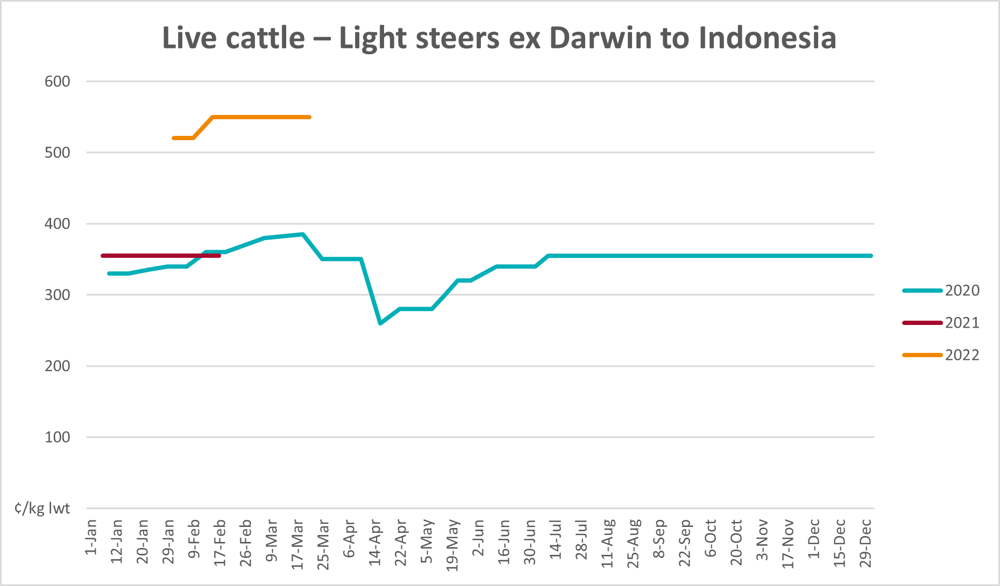 Live cattle – Light steers ex Darwin to Indonesia
600
500
400
300
200
100
¢/kg lwt
1-Jan
12-Jan
20-Jan
29-Jan
9-Feb
17-Feb
26-Feb
9-Mar
17-Mar
25-Mar
6-Apr
14-Apr
22-Apr
5-May
19-May
2-Jun
16-Jun
30-Jun
14-Jul
28-Jul
11-Aug
25-Aug
8-Sep
22-Sep
6-Oct
20-Oct
3-Nov
17-Nov
1-Dec
15-Dec
29-Dec
2020
2021
2022